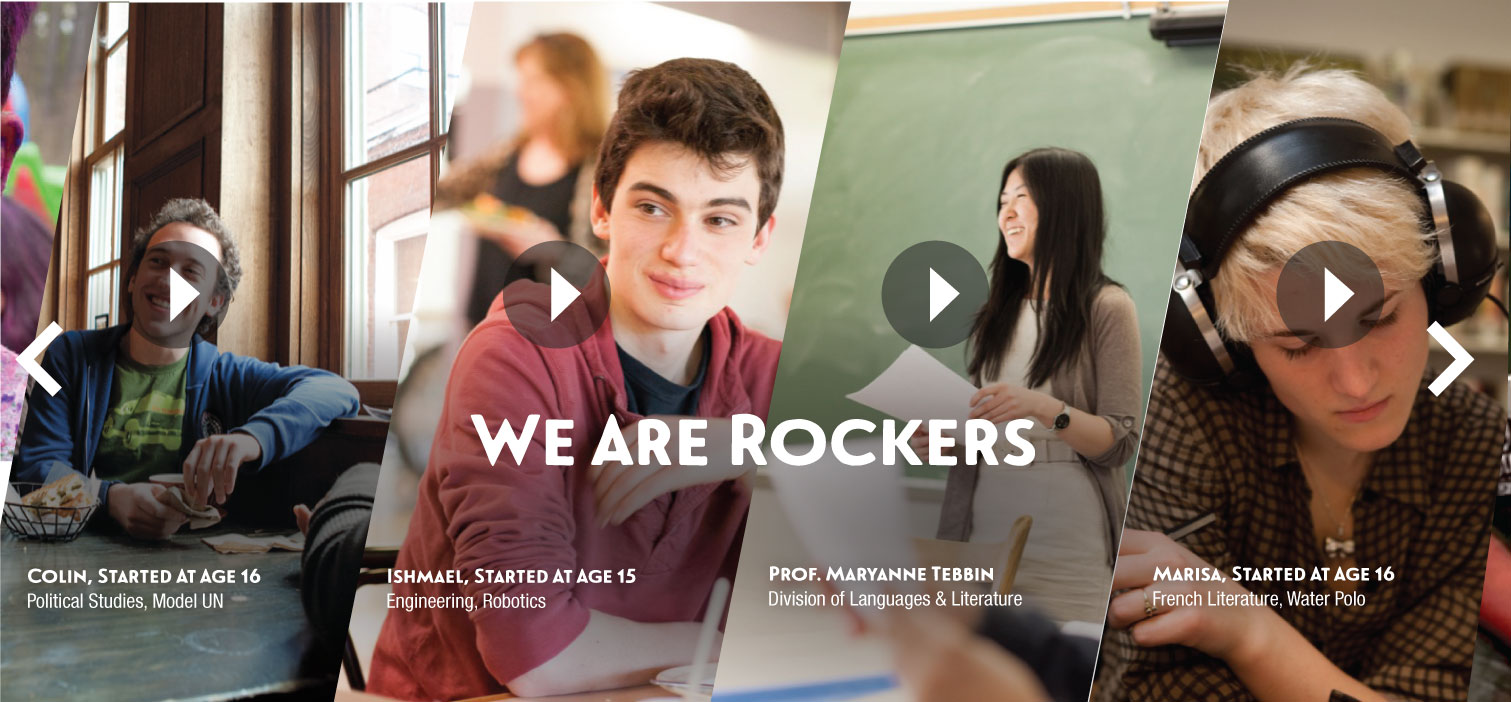 We Are Rockers
Colin, Started at Age 16
Political Studies, Model UN
Ishmael, Started at Age 15
Engineering, Robotics
Prof. Maryanne Tebbin
Division of Languages & Literature
Marisa, Started at Age 16
French Literature, Water Polo